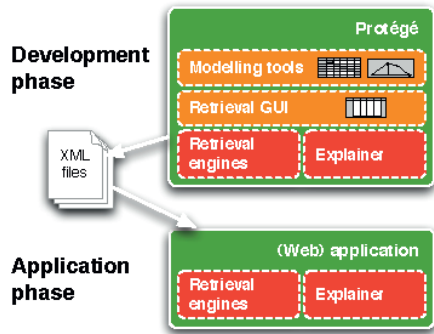 Development
phase
Protégé
Modelling tools
Retrieval GUI
Retrieval
engines
Explainer
XML
files
(Web) application
Application
phase
Retrieval
engines
Explainer